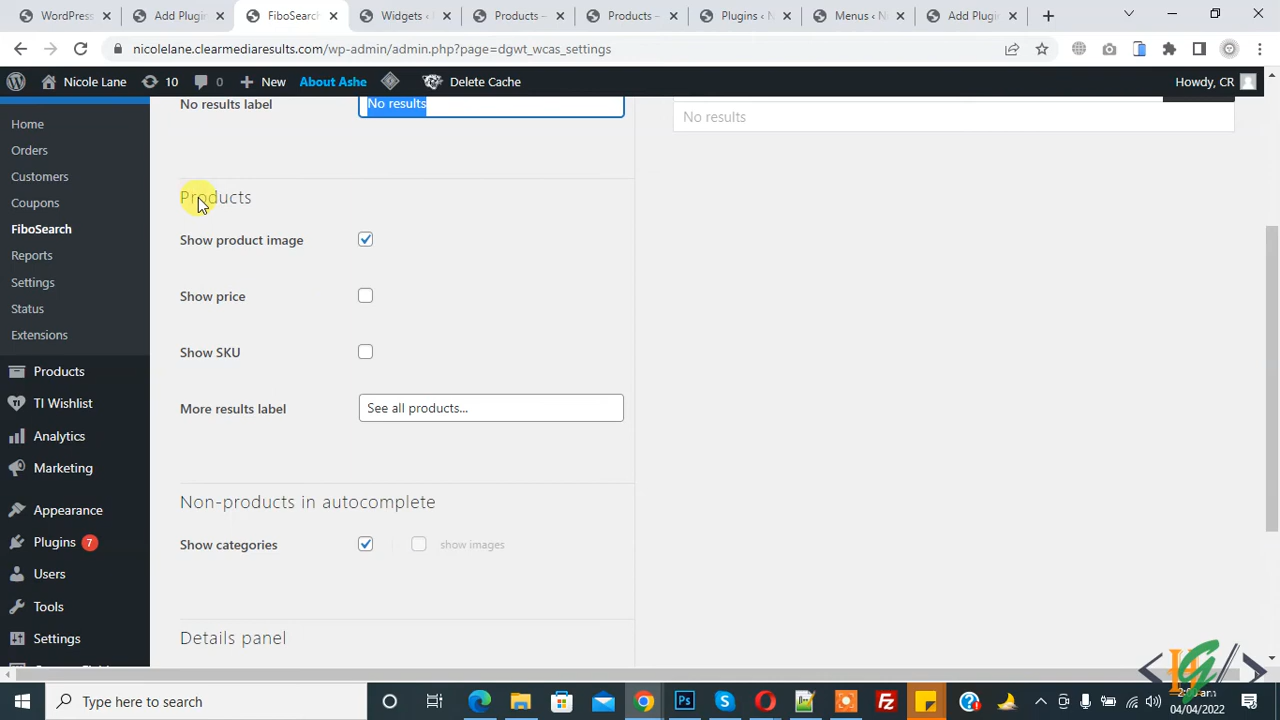 WordPress
Add Plugin
FiboSearch
Widgets ‹
Products –
Products –
Plugins ‹ N
Menus ‹ N
Add Plugin
nicolelane.clearmediaresults.com/wp-admin/admin.php?page=dgwt_wcas_settings
Nicole Lane
10
0
New
About Ashe
Delete Cache
Howdy, CR
Home
Orders
Customers
Coupons
FiboSearch
Reports
Settings
Status
Extensions
Products
TI Wishlist
Analytics
Marketing
Appearance
Plugins 7
Users
Tools
Settings
No results label
No results
Products
Show product image
Show price
Show SKU
More results label
See all products...
Non-products in autocomplete
Show categories
show images
Details panel
No results
Type here to search
04/04/2022